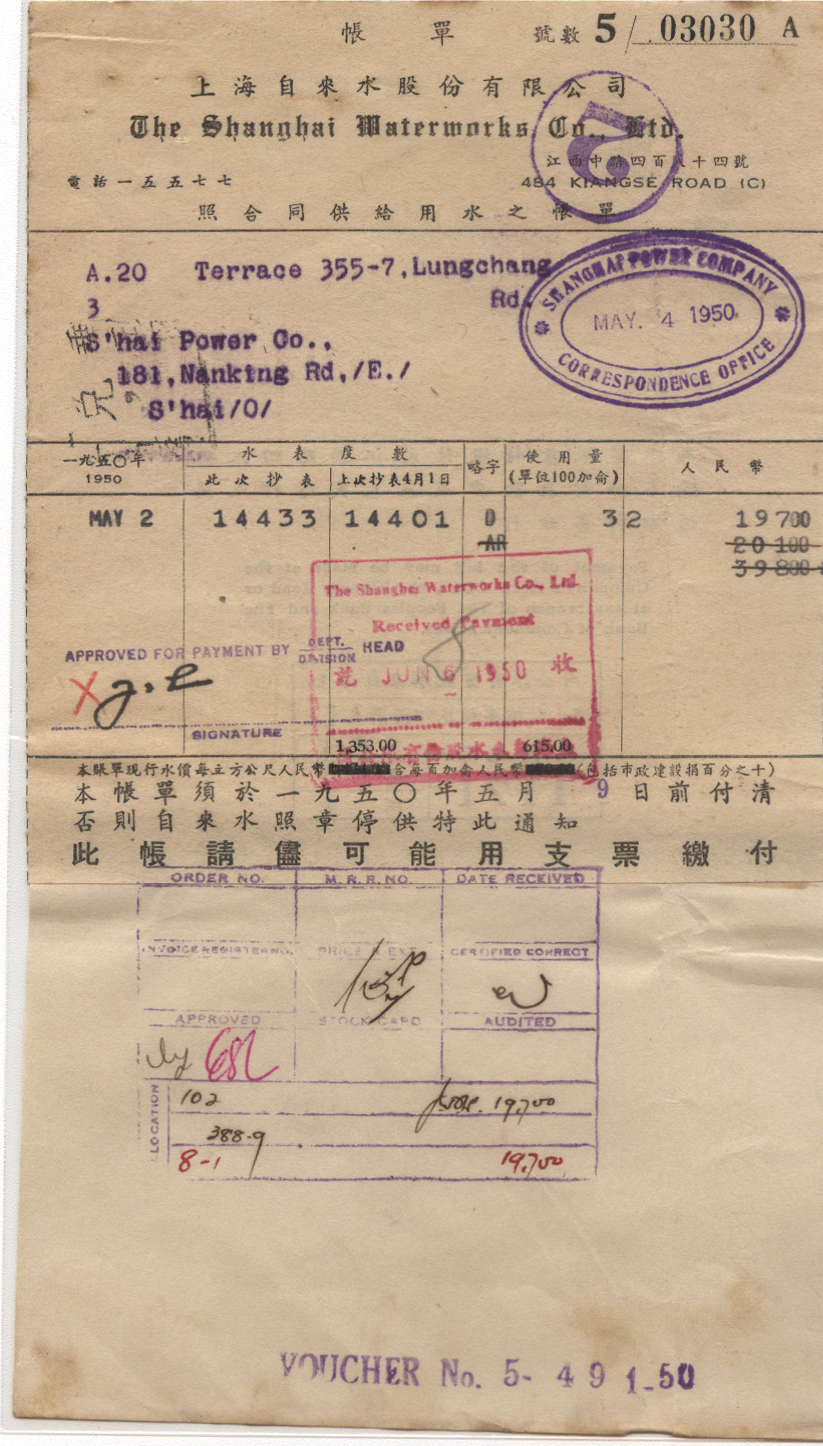 帳單 號數 5/ 03030 A
上海自來水股份有限公司
The Shanghai Waterworks Co., Ltd.
5
江西中路四百八十四號
電話一五五七七
484 KIANGSE ROAD (C)
照合同供給用水之帳單
A.20 Terrace 355-7,Lungchang
Rd.
3
S'hai Power Co.,
181,Nanking Rd,/E./
S'hai/O/
SHANGHAI POWER COMPANY
MAY. 4 1950.
CORRESPONDENCE OFFICE
一九五〇年 水表度數 略字 使用量 人民幣
1950 此次抄表 上次抄表4月1日 (單位100加侖)
MAY 2 14433 14401 D 32 19700
AR 20100
39800
The Shanghai Waterworks Co., Ltd.
Received Payment
訖 JUN 6 1950 收
APPROVED FOR PAYMENT BY DEPT. DIVISION HEAD
SIGNATURE
1,353.00 615.00
本賬單現行水價每立方公尺人民幣 合每百加侖人民幣 (包括市政建設捐百分之十)
本帳單須於一九五〇年五月9日前付清
否則自來水照章停供特此通知
此帳請儘可能用支票繳付
ORDER NO. M. R. R. NO. DATE RECEIVED
INVOICE REGISTER NO. PRICE & EXT. CERTIFIED CORRECT
APPROVED STOCK CARD AUDITED
LOCATION
102 19,700
388-9
8-1 19,700
VOUCHER No. 5-491-50